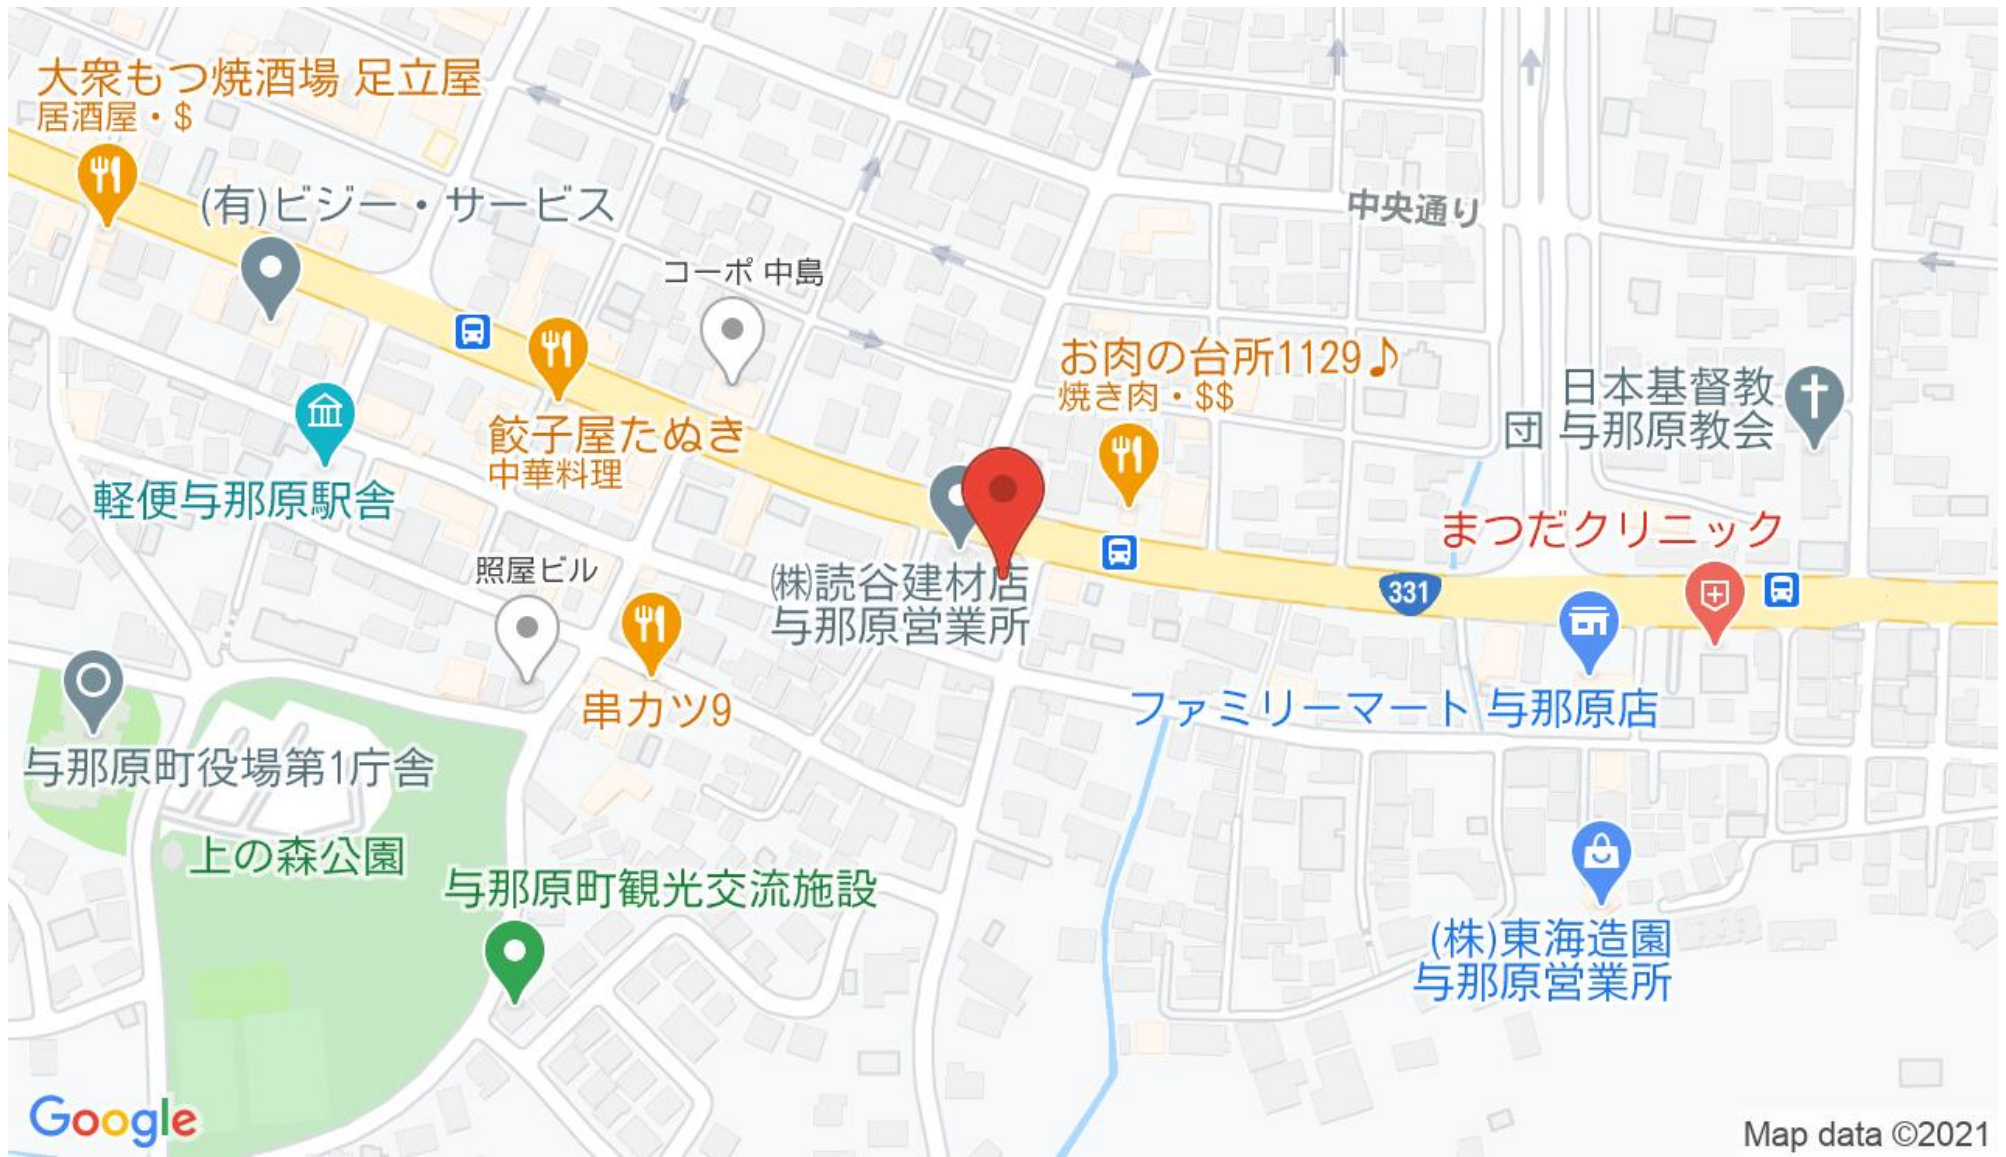 大衆もつ焼酒場 足立屋
居酒屋・$
(有)ビジー・サービス
中央通り
コーポ 中島
お肉の台所1129♪
焼き肉・$$
日本基督教
団 与那原教会
餃子屋たぬき
中華料理
軽便与那原駅舎
まつだクリニック
照屋ビル
(株)読谷建材店
与那原営業所
331
串カツ9
ファミリーマート 与那原店
与那原町役場第1庁舎
上の森公園
与那原町観光交流施設
(株)東海造園
与那原営業所
Google
Map data ©2021